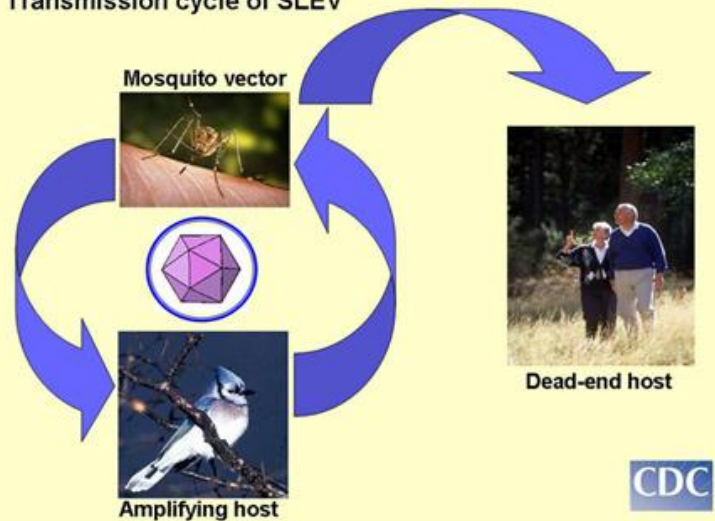 Transmission cycle of SLEV
Mosquito vector
Dead-end host
Amplifying host
CDC